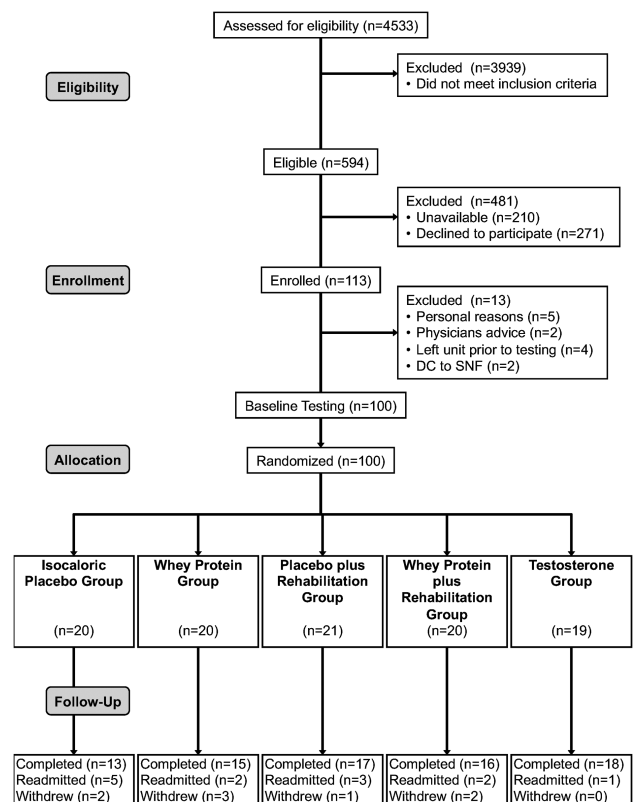 Assessed for eligibility (n=4533)
Excluded (n=3939)
• Did not meet inclusion criteria
Eligibility
Eligible (n=594)
Excluded (n=481)
• Unavailable (n=210)
• Declined to participate (n=271)
Enrollment
Enrolled (n=113)
Excluded (n=13)
• Personal reasons (n=5)
• Physicians advice (n=2)
• Left unit prior to testing (n=4)
• DC to SNF (n=2)
Baseline Testing (n=100)
Allocation
Randomized (n=100)
Isocaloric
Placebo Group
(n=20)
Whey Protein
Group
(n=20)
Placebo plus
Rehabilitation
Group
(n=21)
Whey Protein
plus
Rehabilitation
Group
(n=20)
Testosterone
Group
(n=19)
Follow-Up
Completed (n=13)
Readmitted (n=5)
Withdrew (n=2)
Completed (n=15)
Readmitted (n=2)
Withdrew (n=3)
Completed (n=17)
Readmitted (n=3)
Withdrew (n=1)
Completed (n=16)
Readmitted (n=2)
Withdrew (n=2)
Completed (n=18)
Readmitted (n=1)
Withdrew (n=0)